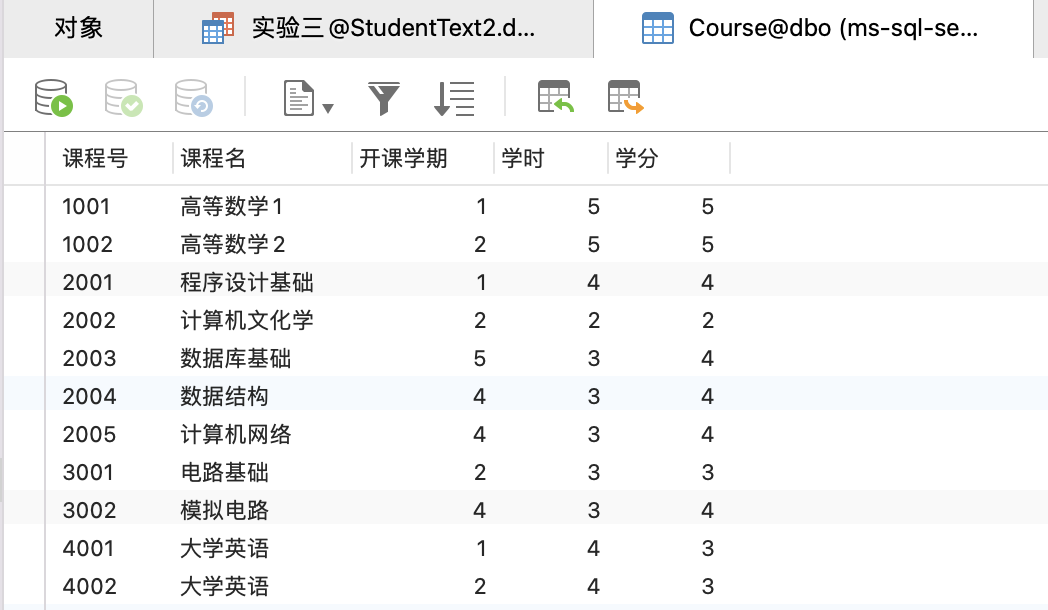 对象 实验三@StudentText2.d... Course@dbo (ms-sql-se...
课程号 课程名 开课学期 学时 学分
1001 高等数学1 1 5 5
1002 高等数学2 2 5 5
2001 程序设计基础 1 4 4
2002 计算机文化学 2 2 2
2003 数据库基础 5 3 4
2004 数据结构 4 3 4
2005 计算机网络 4 3 4
3001 电路基础 2 3 3
3002 模拟电路 4 3 4
4001 大学英语 1 4 3
4002 大学英语 2 4 3